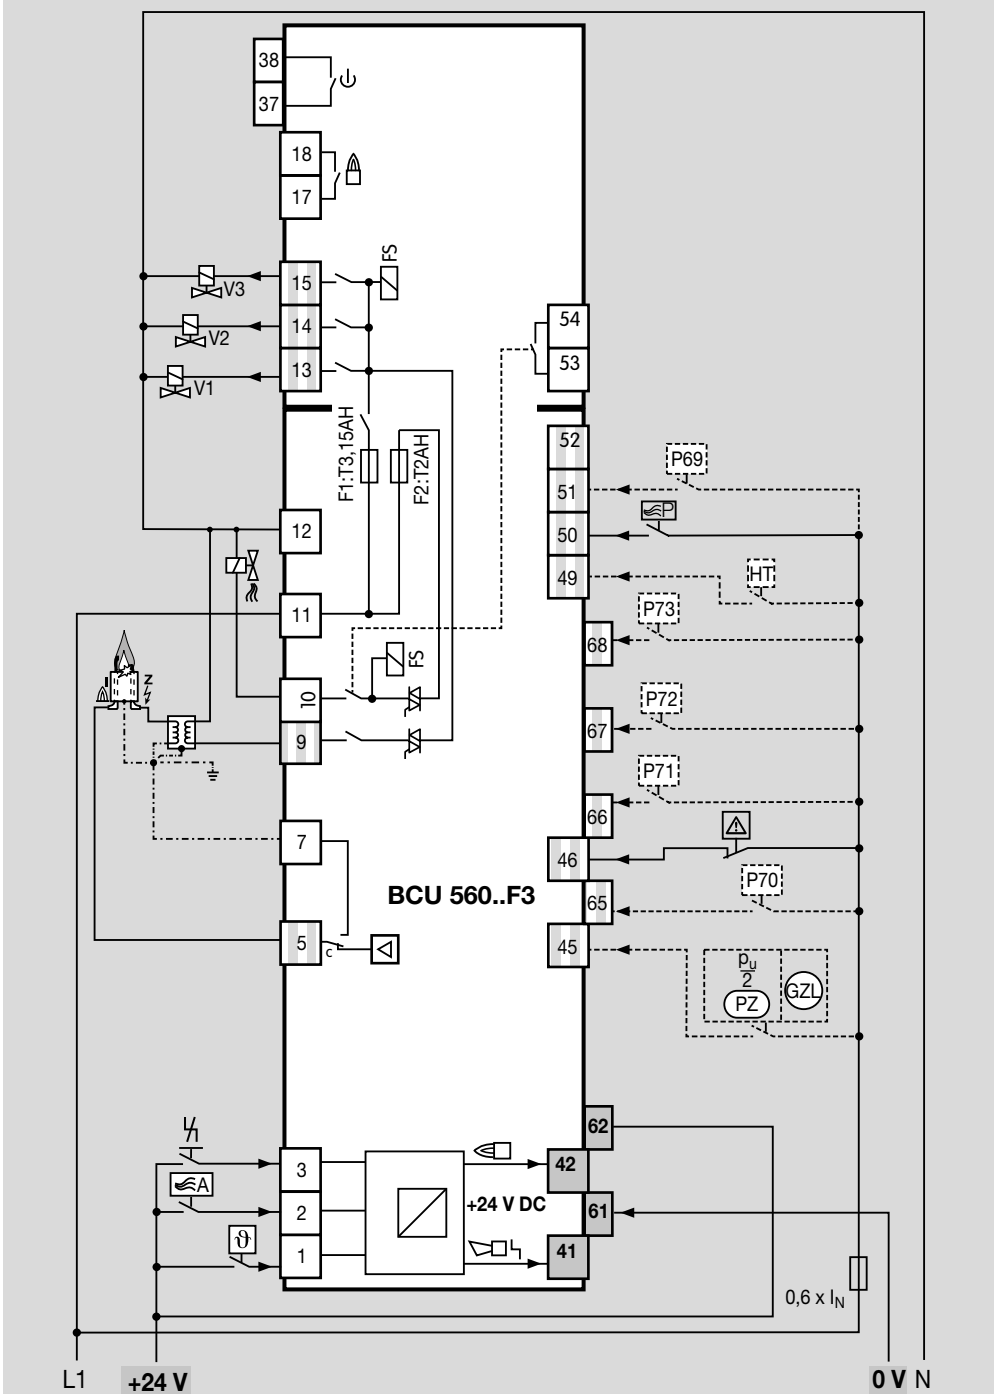 38
37
18
17
FS
15
V3
14
V2
13
V1
54
53
F1:T3,15AH
F2:T2AH
52
P69
51
P
50
12
49
HT
11
P73
68
FS
10
P72
67
z
I
9
P71
66
7
46
BCU 560..F3
P70
65
5
c
45
pu
2
PZ
GZL
62
3
42
A
2
+24 V DC
61
ϑ
1
41
0,6 x IN
L1
+24 V
0 V
N